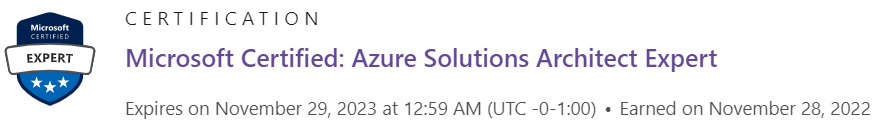 Microsoft
CERTIFIED
EXPERT
CERTIFICATION
Microsoft Certified: Azure Solutions Architect Expert
Expires on November 29, 2023 at 12:59 AM (UTC -0-1:00) • Earned on November 28, 2022